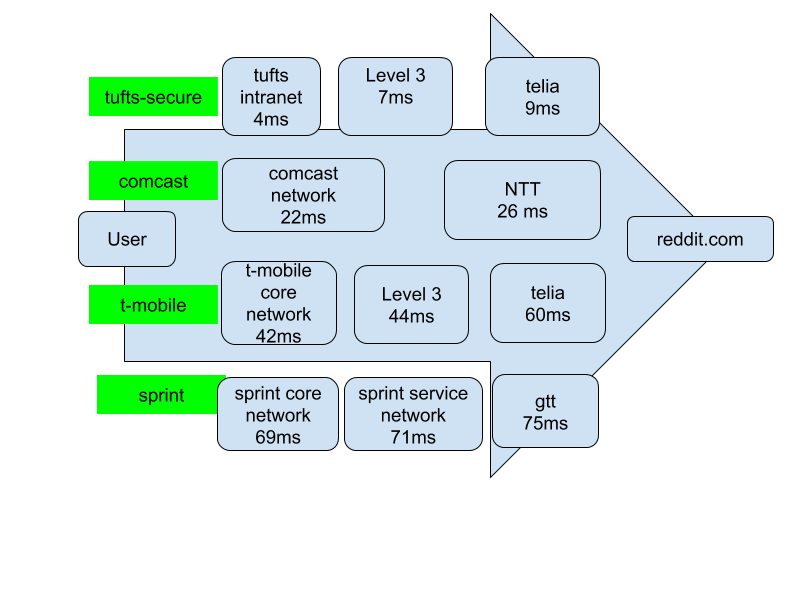 tufts-secure
tufts
intranet
4ms
Level 3
7ms
telia
9ms
comcast
comcast
network
22ms
NTT
26 ms
User
reddit.com
t-mobile
t-mobile
core
network
42ms
Level 3
44ms
telia
60ms
sprint
sprint core
network
69ms
sprint service
network
71ms
gtt
75ms